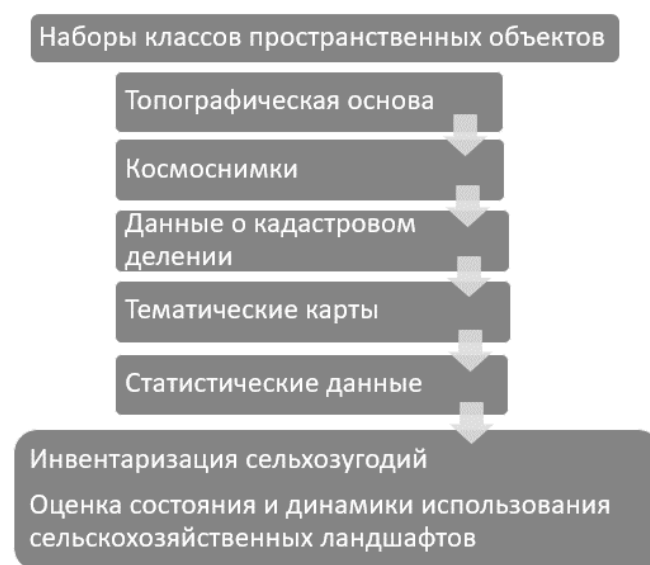 Наборы классов пространственных объектов
Топографическая основа
Космоснимки
Данные о кадастровом
делении
Тематические карты
Статистические данные
Инвентаризация сельхозугодий
Оценка состояния и динамики использования
сельскохозяйственных ландшафтов